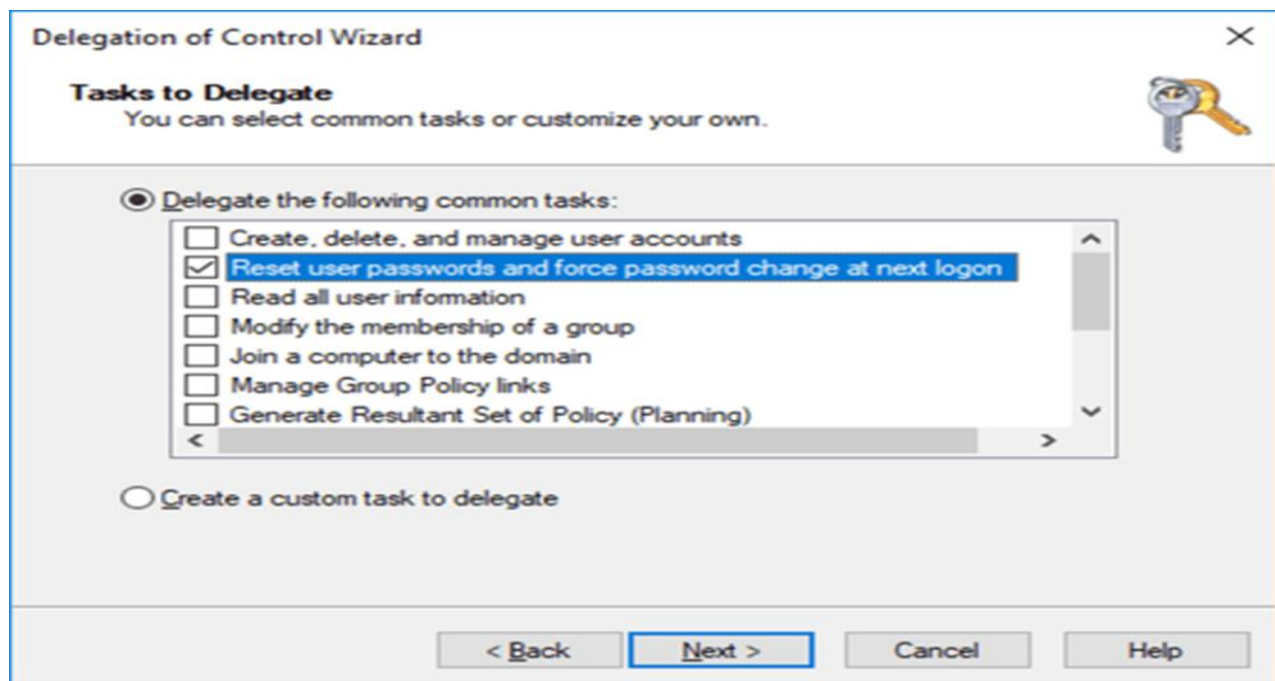 Delegation of Control Wizard
Tasks to Delegate
You can select common tasks or customize your own.
Delegate the following common tasks:
Create, delete, and manage user accounts
Reset user passwords and force password change at next logon
Read all user information
Modify the membership of a group
Join a computer to the domain
Manage Group Policy links
Generate Resultant Set of Policy (Planning)
Create a custom task to delegate
< Back Next > Cancel Help